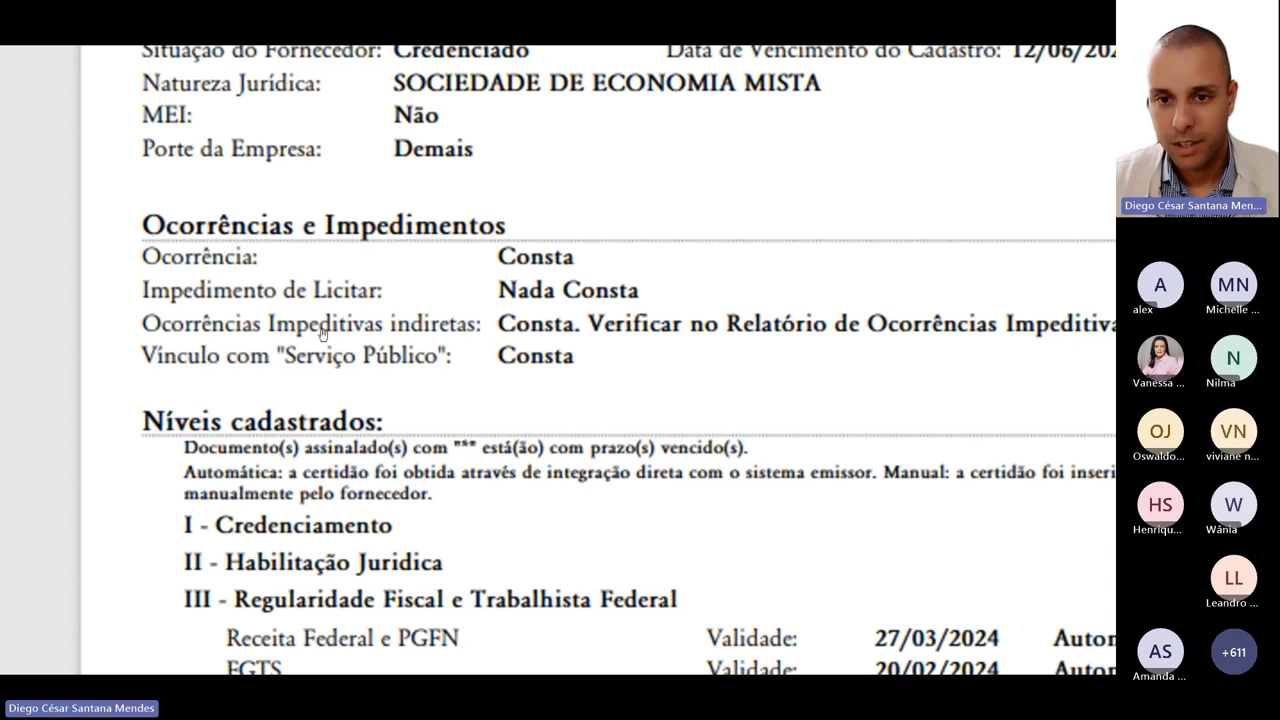 Situação do Fornecedor: Credenciado Data de Vencimento do Cadastro: 12/06/202
Natureza Jurídica: SOCIEDADE DE ECONOMIA MISTA
MEI: Não
Porte da Empresa: Demais
Ocorrências e Impedimentos
Ocorrência: Consta
Impedimento de Licitar: Nada Consta
Ocorrências Impeditivas indiretas: Consta. Verificar no Relatório de Ocorrências Impeditiva
Vínculo com "Serviço Público": Consta
Níveis cadastrados:
Documento(s) assinalado(s) com "*" está(ão) com prazo(s) vencido(s).
Automática: a certidão foi obtida através de integração direta com o sistema emissor. Manual: a certidão foi inseri
manualmente pelo fornecedor.
I - Credenciamento
II - Habilitação Juridica
III - Regularidade Fiscal e Trabalhista Federal
Receita Federal e PGFN Validade: 27/03/2024 Autom
FGTS Validade: 20/02/2024 Autom
Diego César Santana Men...
A
alex
MN
Michelle ...
Vanessa ...
N
Nilma
OJ
Oswaldo...
VN
viviane n...
HS
Henriqu...
W
Wânia
LL
Leandro ...
AS
Amanda ...
+611
Diego César Santana Mendes